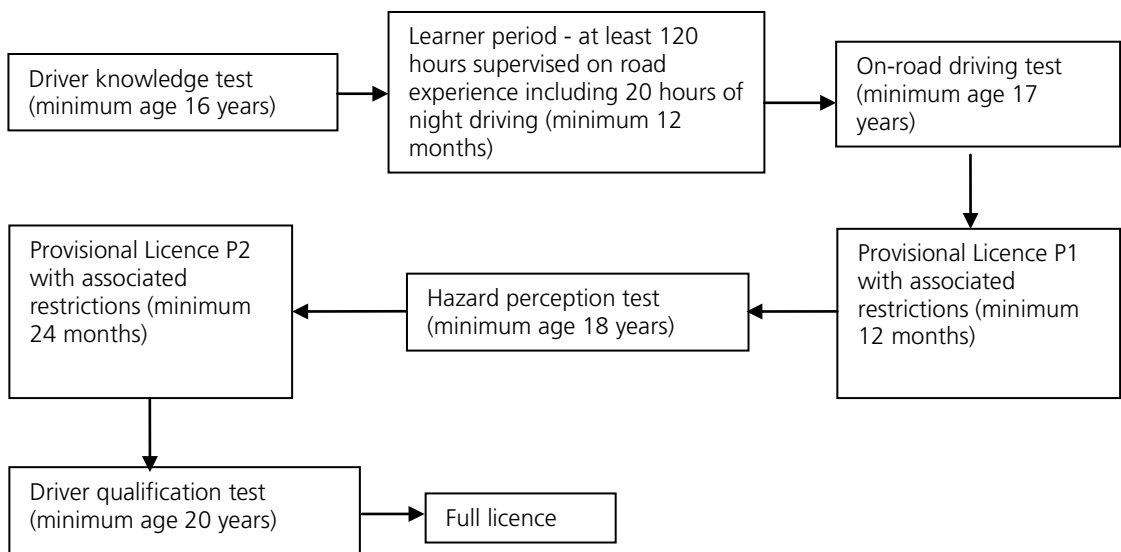 Driver knowledge test
(minimum age 16 years)
Learner period - at least 120
hours supervised on road
experience including 20 hours of
night driving (minimum 12
months)
On-road driving test
(minimum age 17
years)
Provisional Licence P1
with associated
restrictions (minimum
12 months)
Hazard perception test
(minimum age 18 years)
Provisional Licence P2
with associated
restrictions (minimum
24 months)
Driver qualification test
(minimum age 20 years)
Full licence